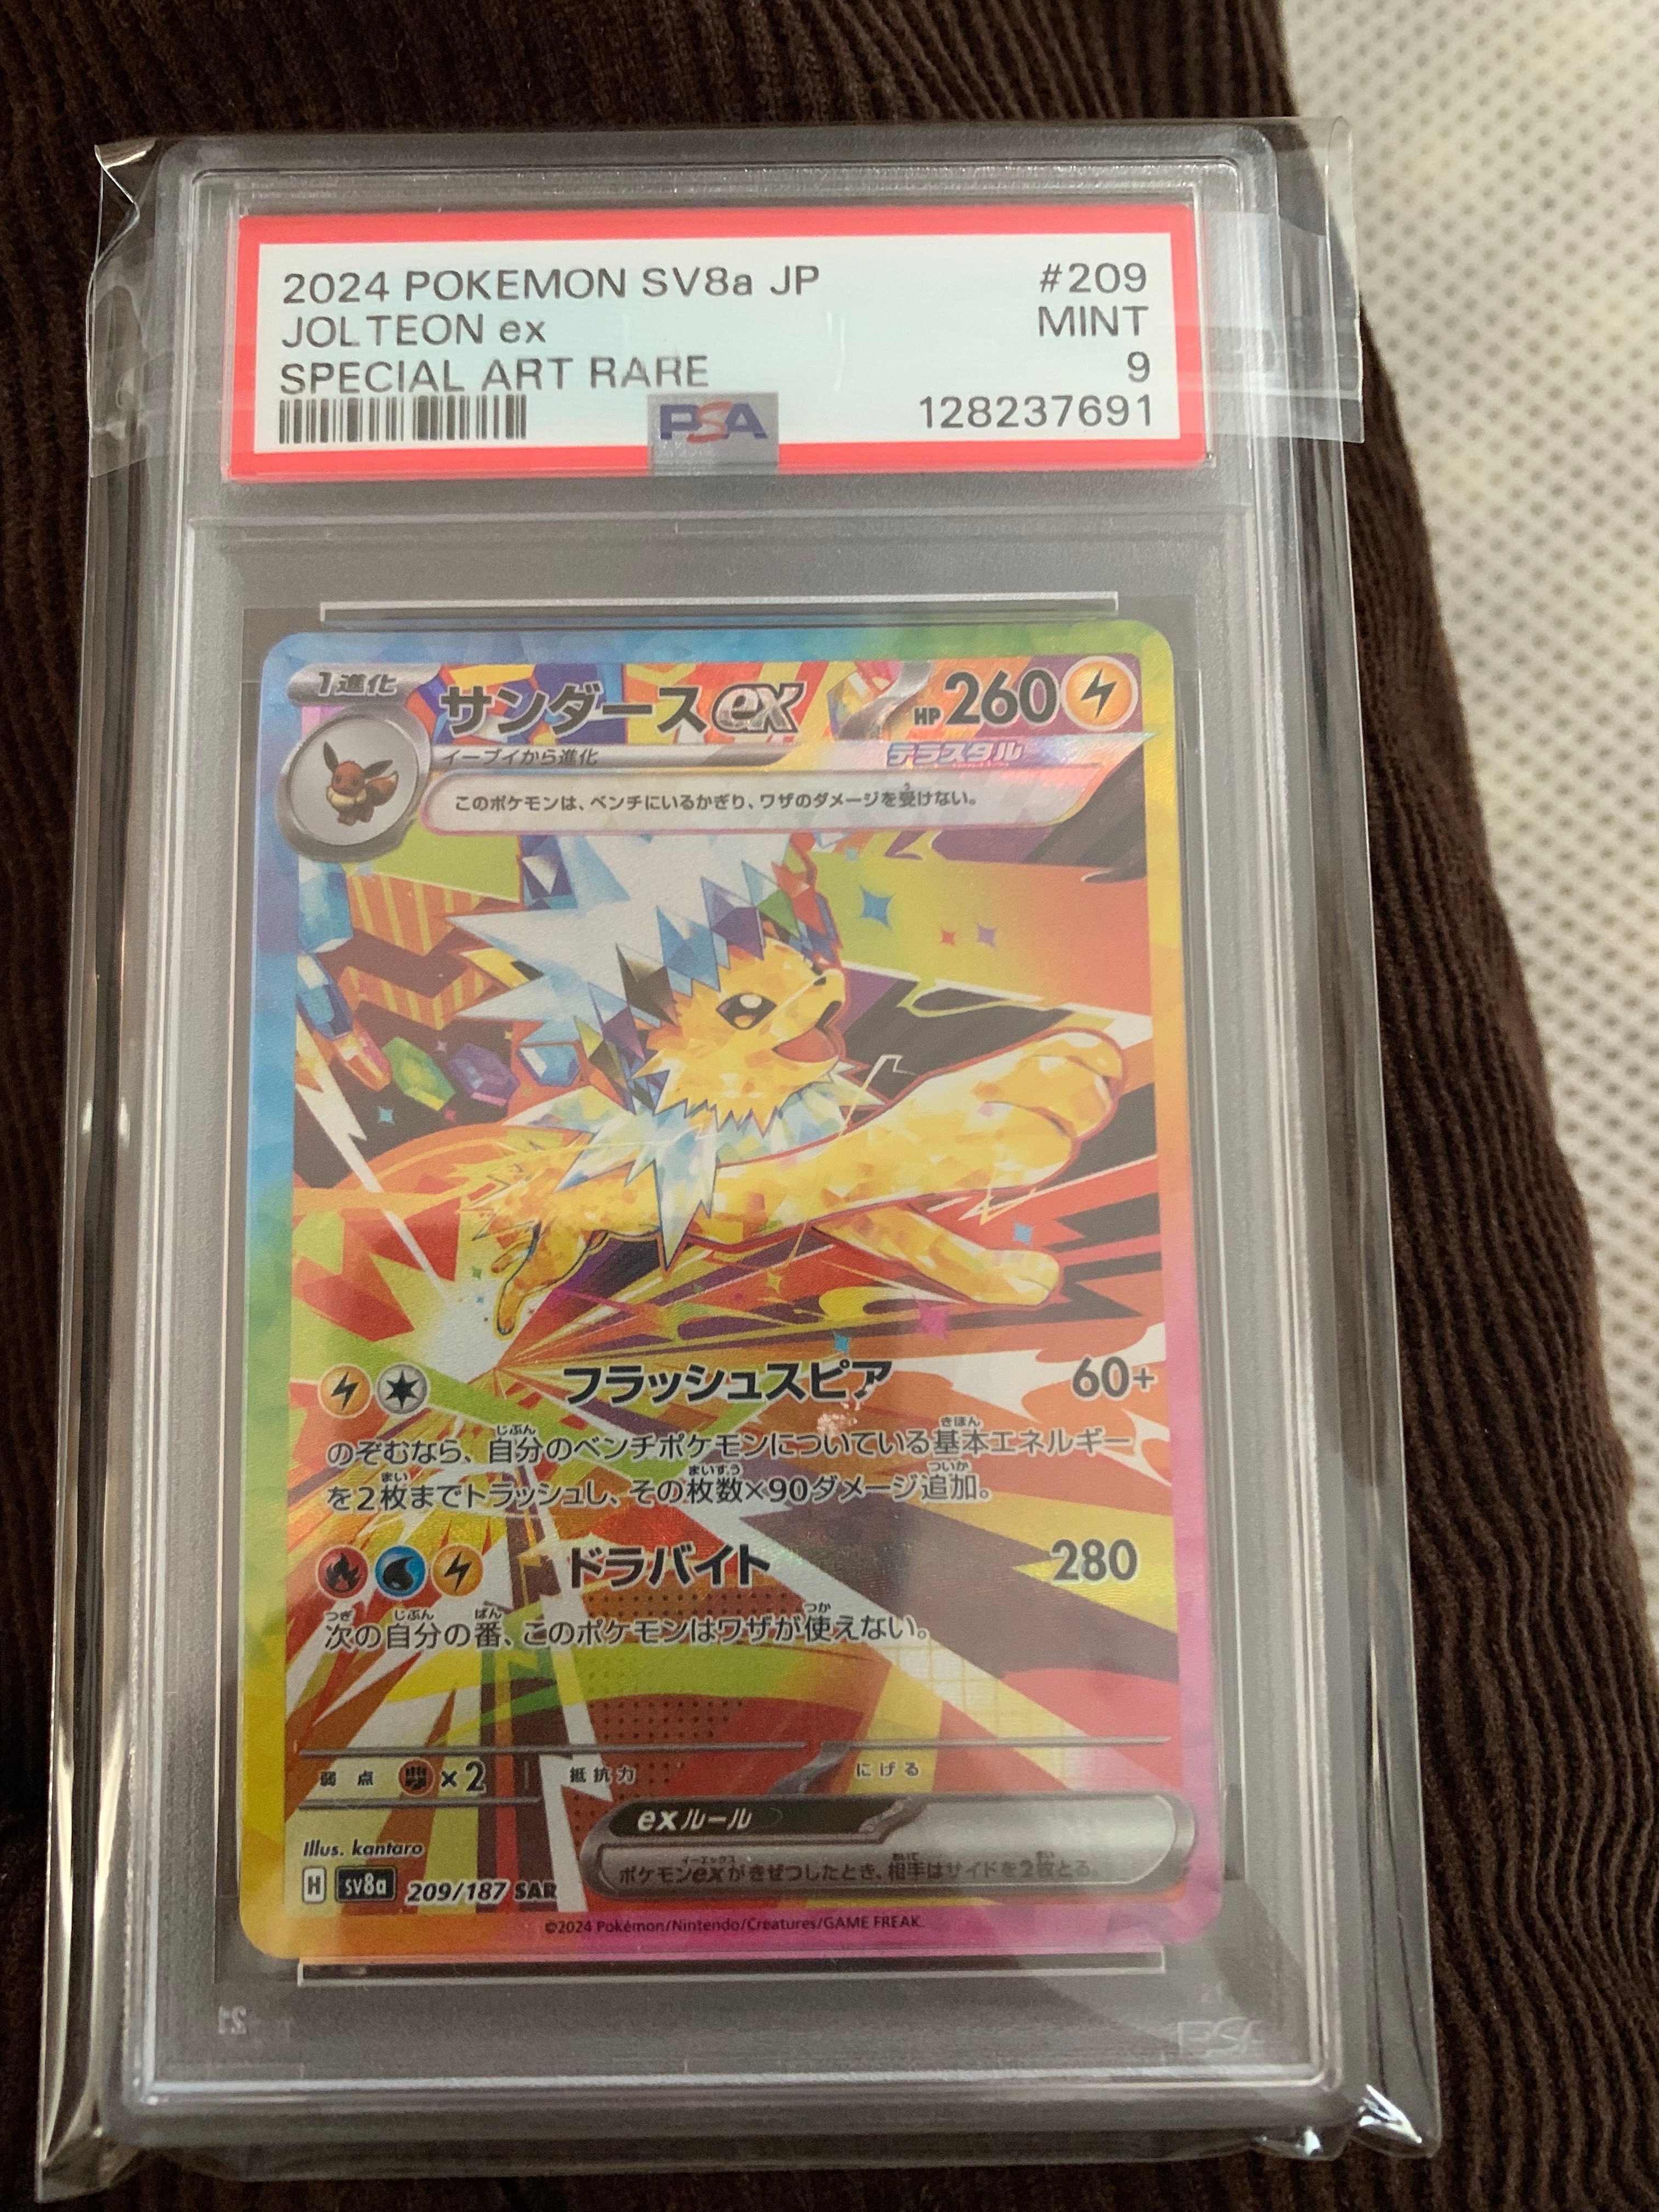 2024 POKEMON SV8a JP #209
JOLTEON ex MINT
SPECIAL ART RARE 9
PSA 128237691
1進化 サンダースex HP260
イーブイから進化 テラスタル
このポケモンは、ベンチにいるかぎり、ワザのダメージを受けない。
フラッシュスピア 60+
のぞむなら、自分のベンチポケモンについている基本エネルギー
を2枚までトラッシュし、その枚数×90ダメージ追加。
ドラバイト 280
次の自分の番、このポケモンはワザが使えない。
弱点 ×2 抵抗力 にげる
exルール
ポケモンexがきぜつしたとき、相手はサイドを2枚とる。
Illus. kantaro
H SV8a 209/187 SAR
©2024 Pokémon/Nintendo/Creatures/GAME FREAK.